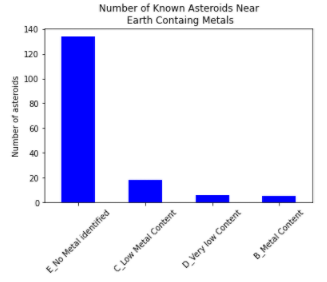 Number of Known Asteroids Near
Earth Containg Metals
Number of asteroids
140
120
100
80
60
40
20
0
E_No Metal identified
C_Low Metal Content
D_Very low Content
B_Metal Content